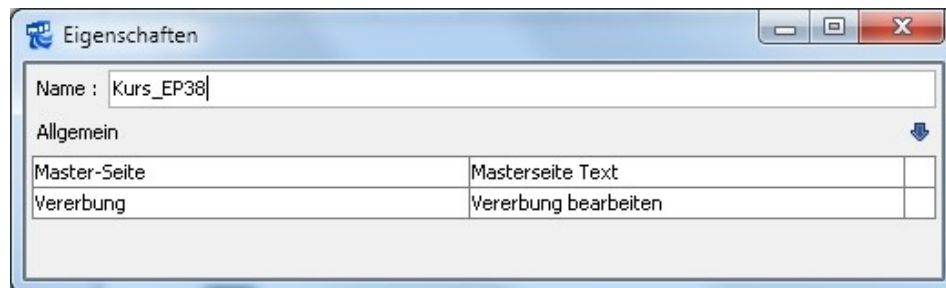 Eigenschaften
Name : Kurs_EP38
Allgemein
Master-Seite Masterseite Text
Vererbung Vererbung bearbeiten